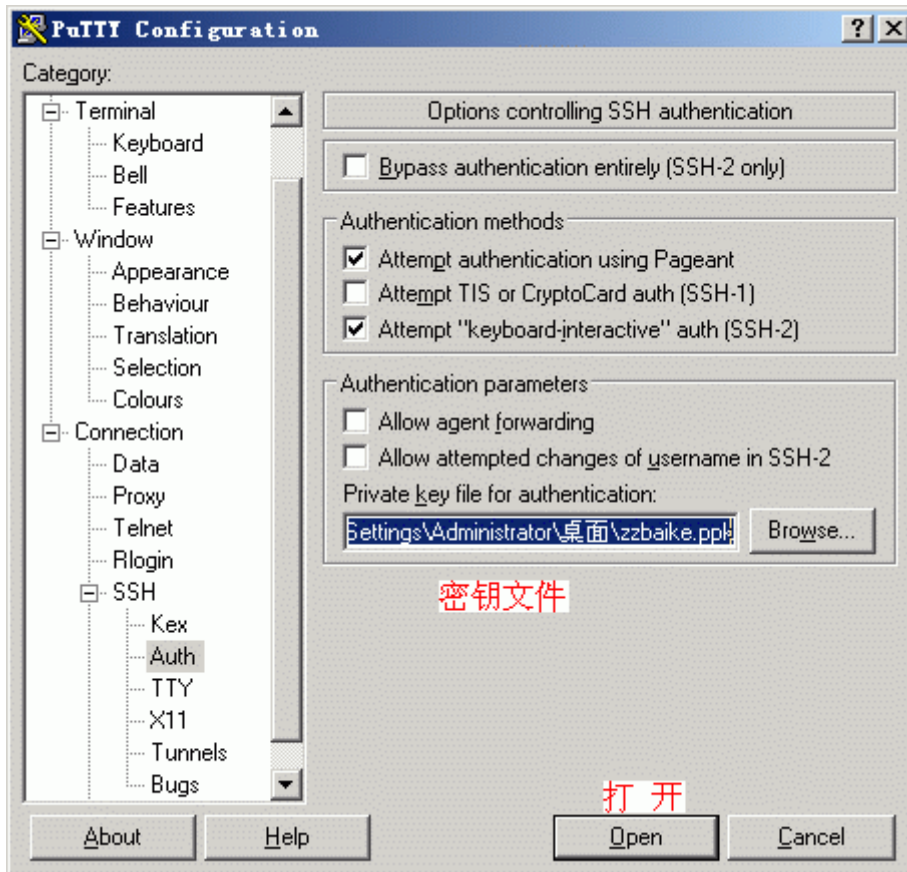 PuTTY Configuration
Category:
Terminal
Keyboard
Bell
Features
Window
Appearance
Behaviour
Translation
Selection
Colours
Connection
Data
Proxy
Telnet
Rlogin
SSH
Kex
Auth
TTY
X11
Tunnels
Bugs
Options controlling SSH authentication
Bypass authentication entirely (SSH-2 only)
Authentication methods
Attempt authentication using Pageant
Attempt TIS or CryptoCard auth (SSH-1)
Attempt "keyboard-interactive" auth (SSH-2)
Authentication parameters
Allow agent forwarding
Allow attempted changes of username in SSH-2
Private key file for authentication:
Settings\Administrator\桌面\zzbaike.ppk
Browse...
密钥文件
打 开
About
Help
Open
Cancel